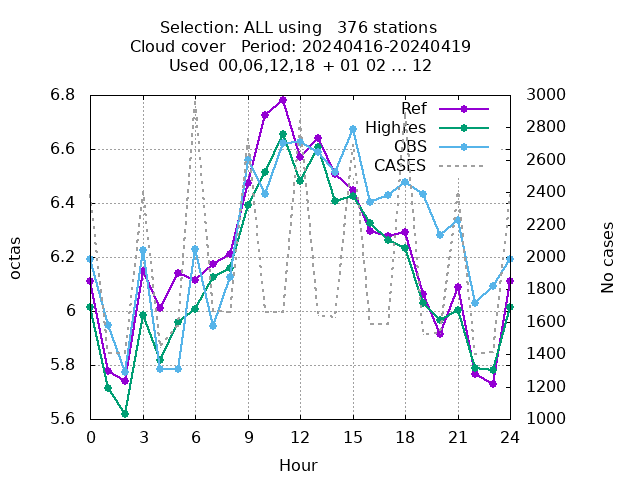 Selection: ALL using   376 stations
Cloud cover   Period: 20240416-20240419
Used  00,06,12,18  + 01 02 ... 12
Ref
Highres
OBS
CASES
octas
No cases
6.8
6.6
6.4
6.2
6
5.8
5.6
3000
2800
2600
2400
2200
2000
1800
1600
1400
1200
1000
0 3 6 9 12 15 18 21 24
Hour